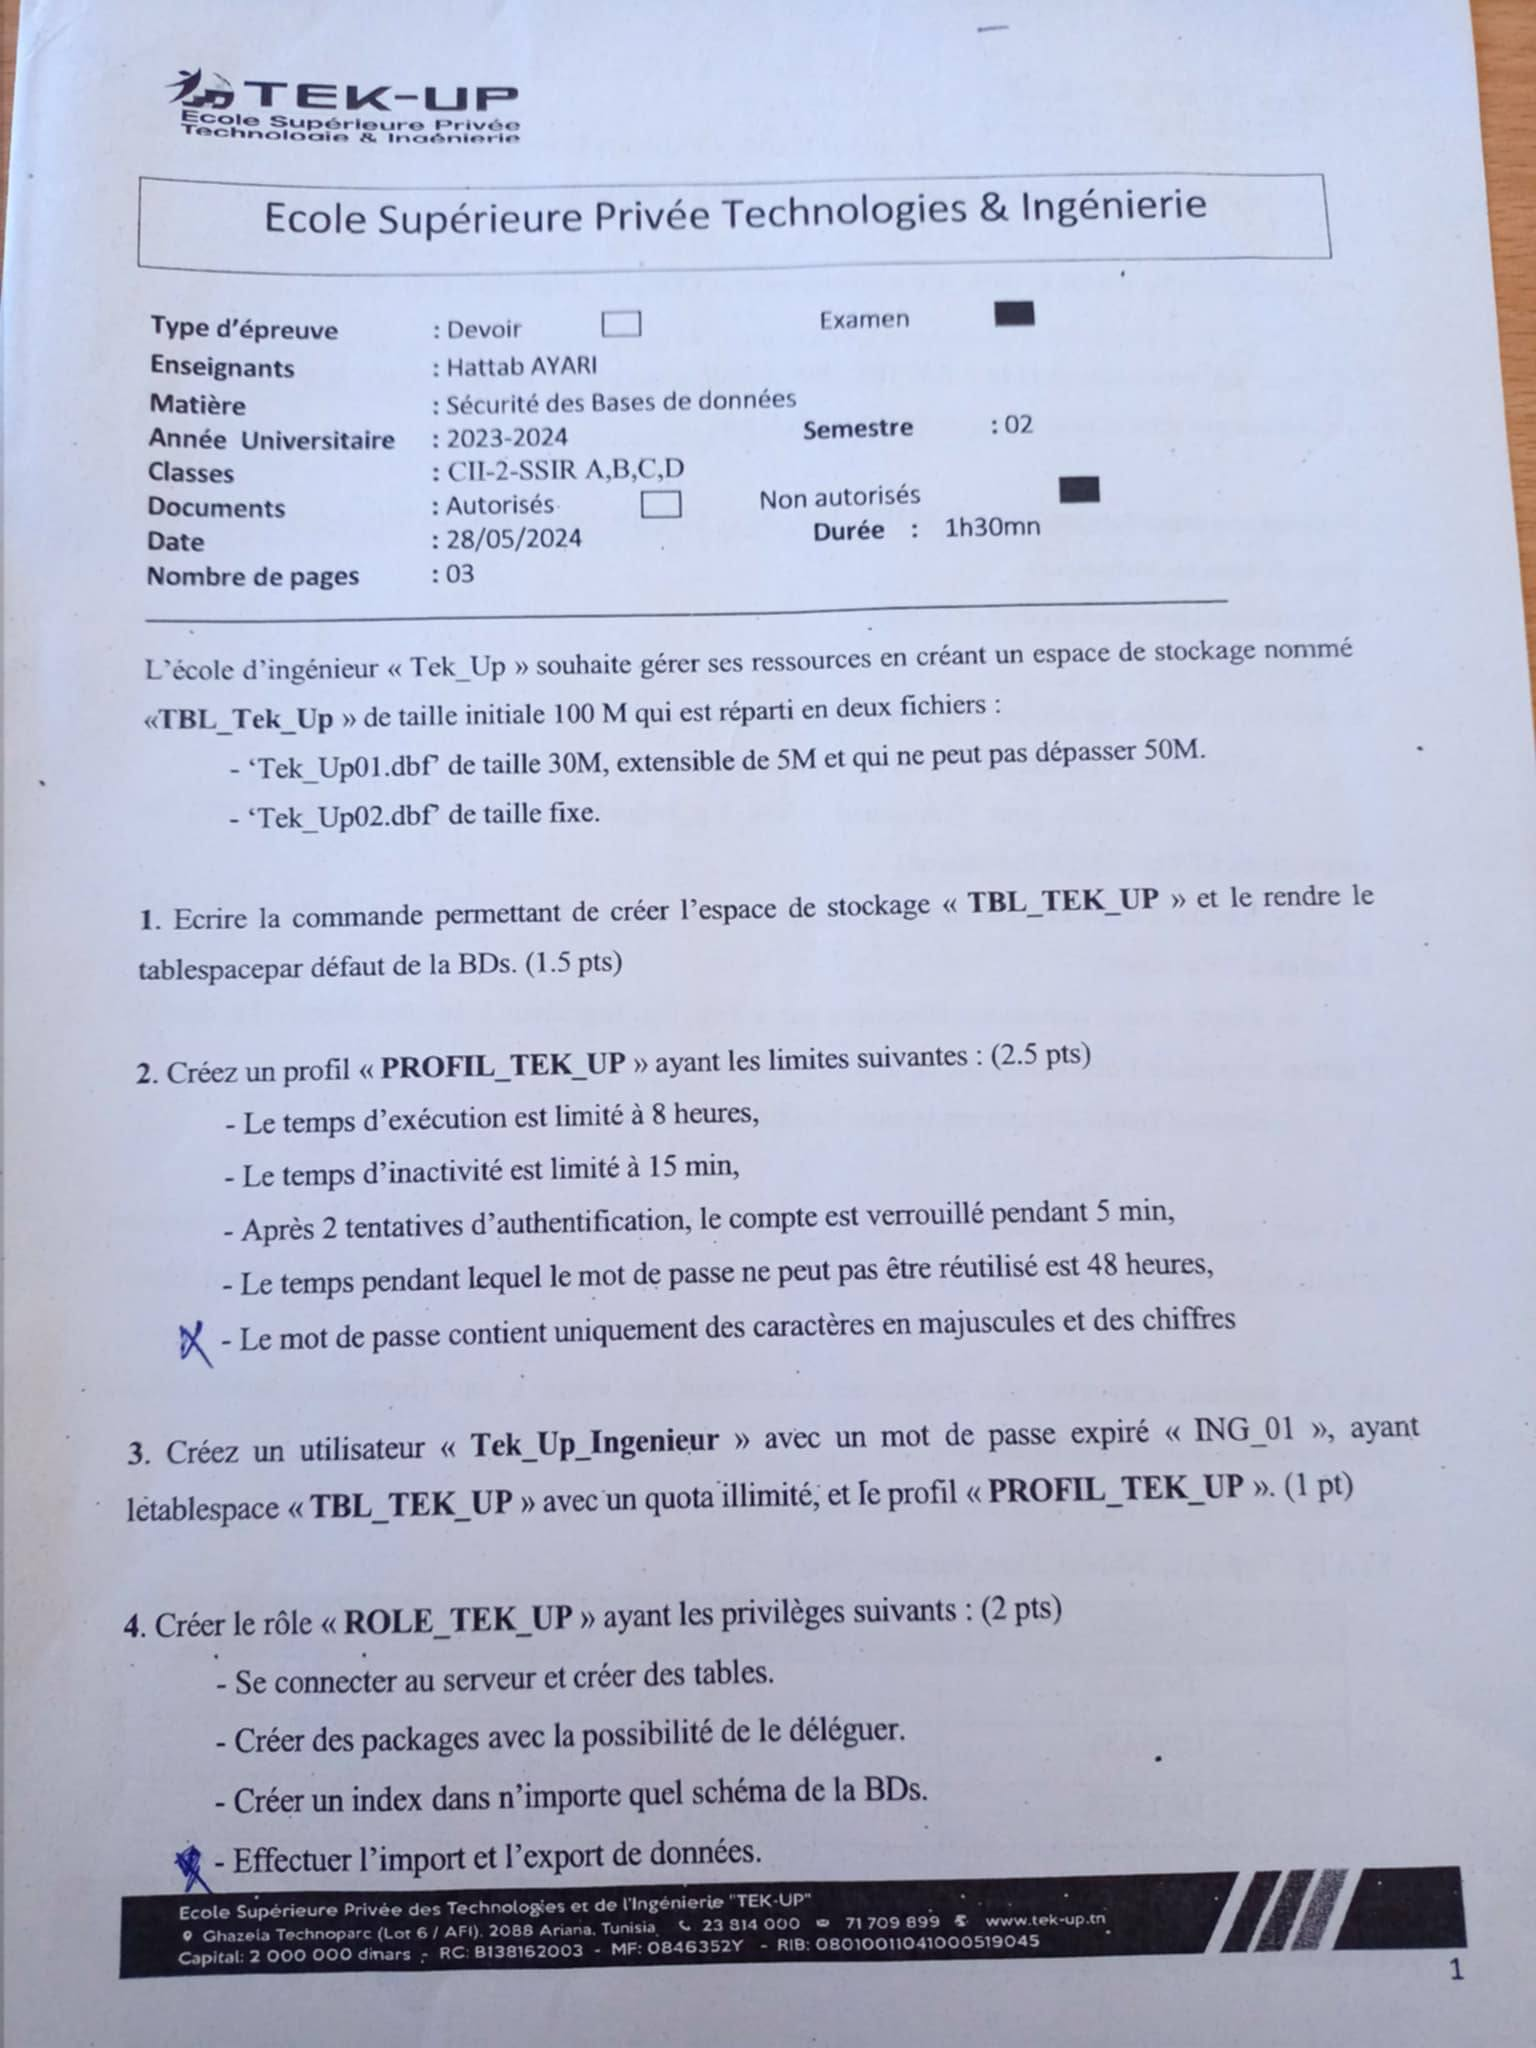 TEK-UP
Ecole Supérieure Privée
Technologie & Ingénierie
Ecole Supérieure Privée Technologies & Ingénierie
Type d'épreuve : Devoir Examen
Enseignants : Hattab AYARI
Matière : Sécurité des Bases de données
Année Universitaire : 2023-2024 Semestre : 02
Classes : CII-2-SSIR A,B,C,D
Documents : Autorisés Non autorisés
Date : 28/05/2024 Durée : 1h30mn
Nombre de pages : 03
L'école d'ingénieur « Tek_Up » souhaite gérer ses ressources en créant un espace de stockage nommé
«TBL_Tek_Up » de taille initiale 100 M qui est réparti en deux fichiers :
- 'Tek_Up01.dbf' de taille 30M, extensible de 5M et qui ne peut pas dépasser 50M.
- 'Tek_Up02.dbf' de taille fixe.
1. Ecrire la commande permettant de créer l'espace de stockage « TBL_TEK_UP » et le rendre le
tablespacepar défaut de la BDs. (1.5 pts)
2. Créez un profil « PROFIL_TEK_UP » ayant les limites suivantes : (2.5 pts)
- Le temps d'exécution est limité à 8 heures,
- Le temps d'inactivité est limité à 15 min,
- Après 2 tentatives d'authentification, le compte est verrouillé pendant 5 min,
- Le temps pendant lequel le mot de passe ne peut pas être réutilisé est 48 heures,
- Le mot de passe contient uniquement des caractères en majuscules et des chiffres
3. Créez un utilisateur « Tek_Up_Ingenieur » avec un mot de passe expiré « ING_01 », ayant
letablespace « TBL_TEK_UP » avec un quota illimité, et le profil « PROFIL_TEK_UP ». (1 pt)
4. Créer le rôle « ROLE_TEK_UP » ayant les privilèges suivants : (2 pts)
- Se connecter au serveur et créer des tables.
- Créer des packages avec la possibilité de le déléguer.
- Créer un index dans n'importe quel schéma de la BDs.
- Effectuer l'import et l'export de données.
Ecole Supérieure Privée des Technologies et de l'Ingénierie "TEK-UP"
Ghazela Technoparc (Lot 6 / AFI). 2088 Ariana. Tunisia 23 814 000 71 709 899 www.tek-up.tn
Capital: 2 000 000 dinars - RC: B138162003 - MF: 0846352Y - RIB: 08010011041000519045
1